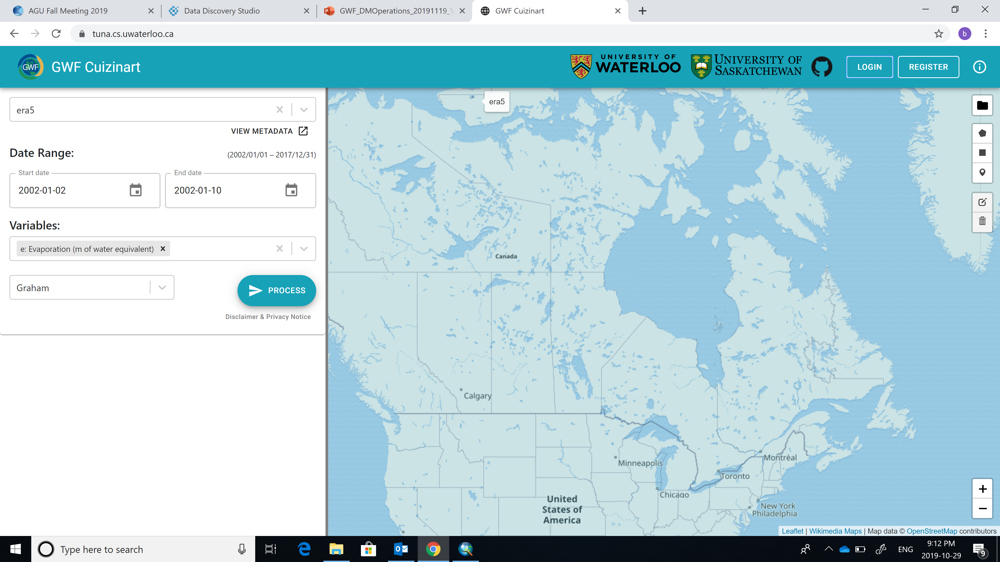 AGU Fall Meeting 2019
Data Discovery Studio
GWF_DMOperations_20191119_V
GWF Cuizinart
tuna.cs.uwaterloo.ca
b
GWF
GWF Cuizinart
UNIVERSITY OF
WATERLOO
UNIVERSITY OF
SASKATCHEWAN
LOGIN
REGISTER
era5
VIEW METADATA
Date Range:
(2002/01/01 – 2017/12/31)
Start date
2002-01-02
End date
2002-01-10
Variables:
e: Evaporation (m of water equivalent)
Graham
PROCESS
Disclaimer & Privacy Notice
era5
Canada
Calgary
Montréal
Minneapolis
Toronto
Chicago
United
States of
America
New York
Philadelphia
Leaflet | Wikimedia Maps | Map data © OpenStreetMap contributors
Type here to search
ENG
9:12 PM
2019-10-29
9